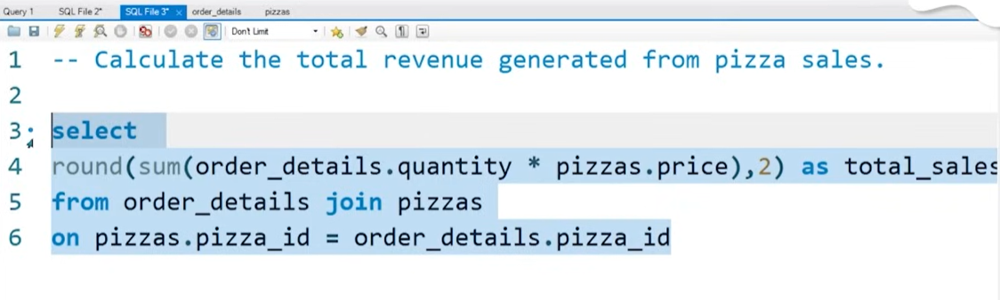 Query 1 SQL File 2* SQL File 3* × order_details pizzas
Don't Limit
1 -- Calculate the total revenue generated from pizza sales.
2
3 select
4 round(sum(order_details.quantity * pizzas.price),2) as total_sales
5 from order_details join pizzas
6 on pizzas.pizza_id = order_details.pizza_id